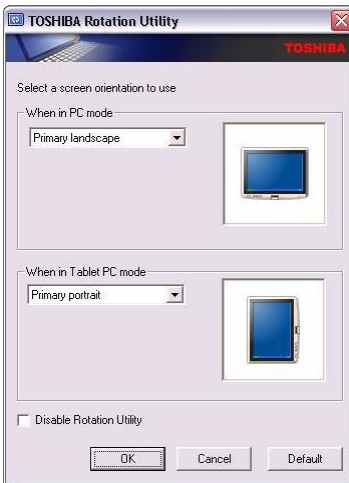 TOSHIBA Rotation Utility
TOSHIBA
Select a screen orientation to use
When in PC mode
Primary landscape
When in Tablet PC mode
Primary portrait
Disable Rotation Utility
OK Cancel Default